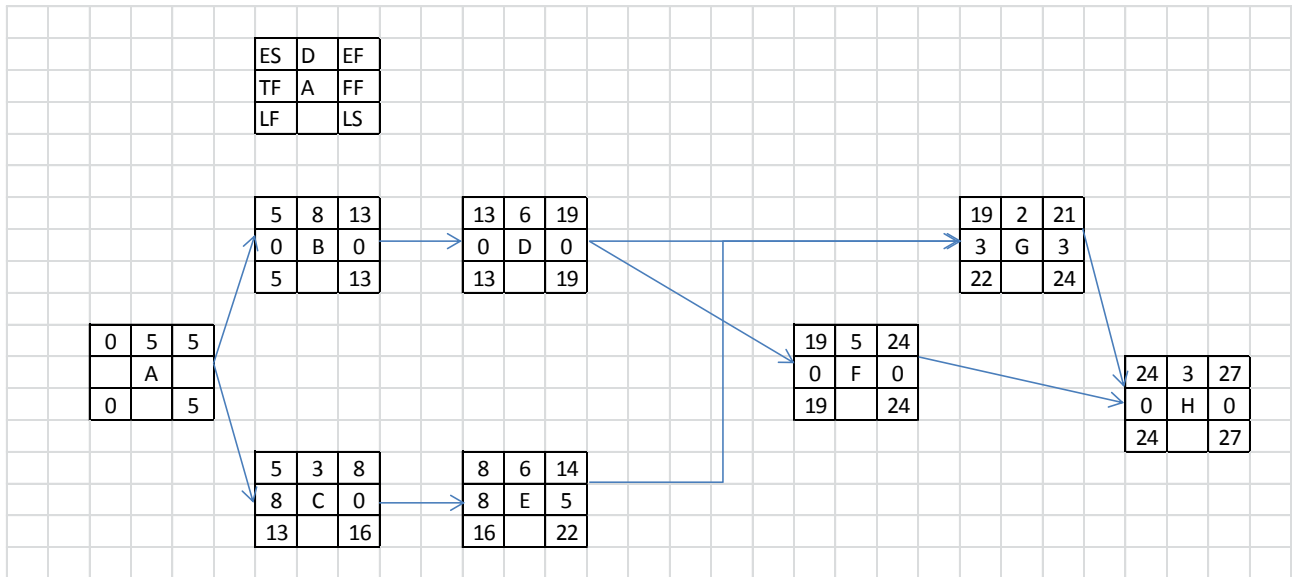 ES D EF
TF A FF
LF LS
5 8 13
0 B 0
5 13
13 6 19
0 D 0
13 19
19 2 21
3 G 3
22 24
0 5 5
A
0 5
19 5 24
0 F 0
19 24
24 3 27
0 H 0
24 27
5 3 8
8 C 0
13 16
8 6 14
8 E 5
16 22